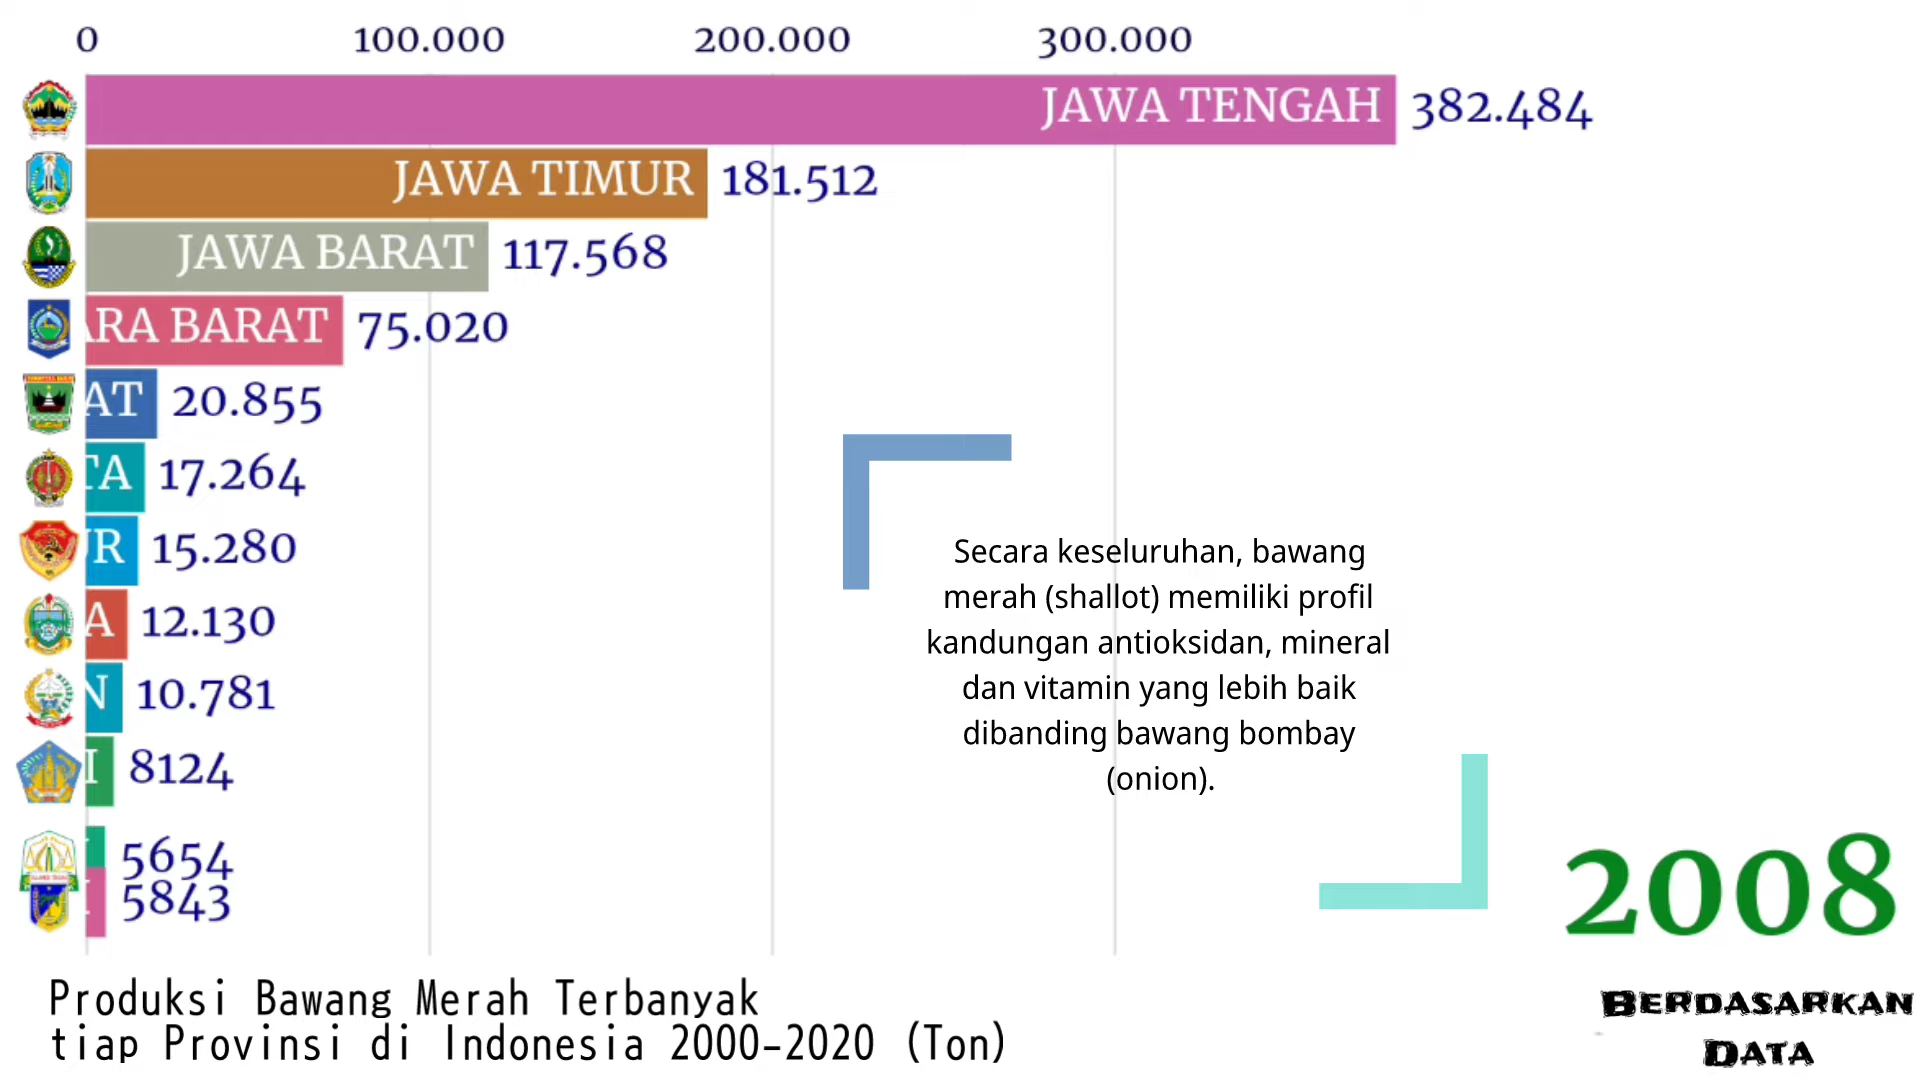 0 100.000 200.000 300.000
JAWA TENGAH 382.484
JAWA TIMUR 181.512
JAWA BARAT 117.568
ARA BARAT 75.020
AT 20.855
TA 17.264
UR 15.280
A 12.130
N 10.781
I 8124
5654
5843
Secara keseluruhan, bawang
merah (shallot) memiliki profil
kandungan antioksidan, mineral
dan vitamin yang lebih baik
dibanding bawang bombay
(onion).
2008
Produksi Bawang Merah Terbanyak
tiap Provinsi di Indonesia 2000-2020 (Ton)
BERDASARKAN
DATA